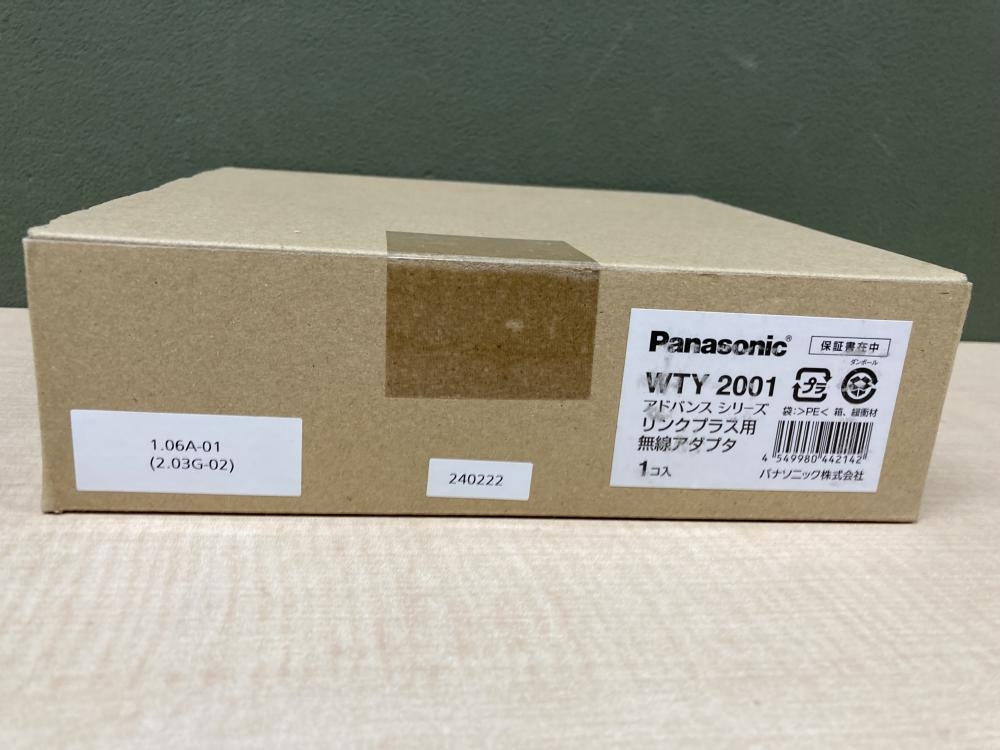 Panasonic®
保証書在中
WTY 2001
プラ
ダンボール
アドバンス シリーズ
袋:>PE< 箱、緩衝材
リンクプラス用
無線アダプタ
1コ入
4 549980 442142
パナソニック株式会社
1.06A-01
(2.03G-02)
240222